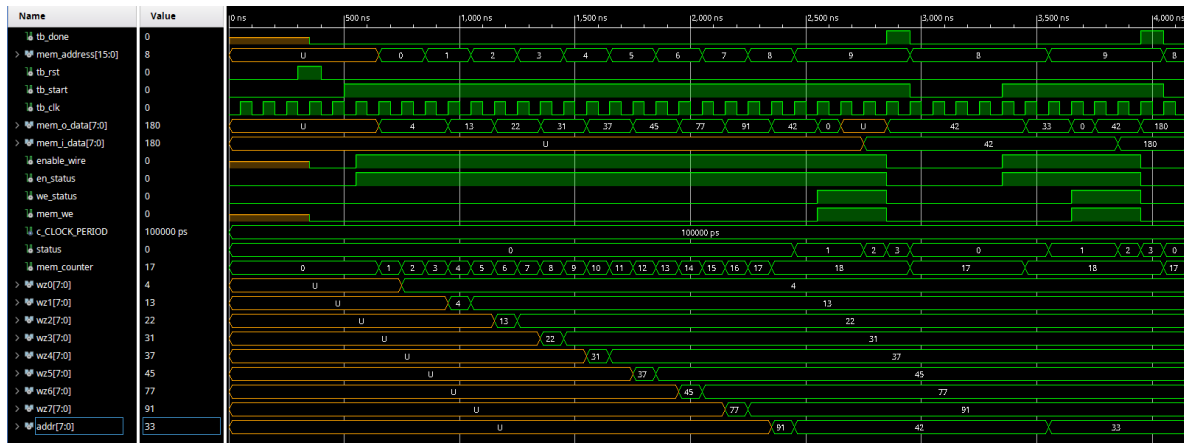 Name Value 0 ns 500 ns 1,000 ns 1,500 ns 2,000 ns 2,500 ns 3,000 ns 3,500 ns 4,000 ns
tb_done 0
mem_address[15:0] 8 U 0 1 2 3 4 5 6 7 8 9 8 9 8
tb_rst 0
tb_start 0
tb_clk 0
mem_o_data[7:0] 180 U 4 13 22 31 37 45 77 91 42 0 U 42 33 0 42 180
mem_i_data[7:0] 180 U 42 180
enable_wire 0
en_status 0
we_status 0
mem_we 0
c_CLOCK_PERIOD 100000 ps 100000 ps
status 0 0 1 2 3 0 1 2 3 0
mem_counter 17 0 1 2 3 4 5 6 7 8 9 10 11 12 13 14 15 16 17 18 17 18 17
wz0[7:0] 4 U 4
wz1[7:0] 13 U 4 13
wz2[7:0] 22 U 13 22
wz3[7:0] 31 U 22 31
wz4[7:0] 37 U 31 37
wz5[7:0] 45 U 37 45
wz6[7:0] 77 U 45 77
wz7[7:0] 91 U 77 91
addr[7:0] 33 U 91 42 33